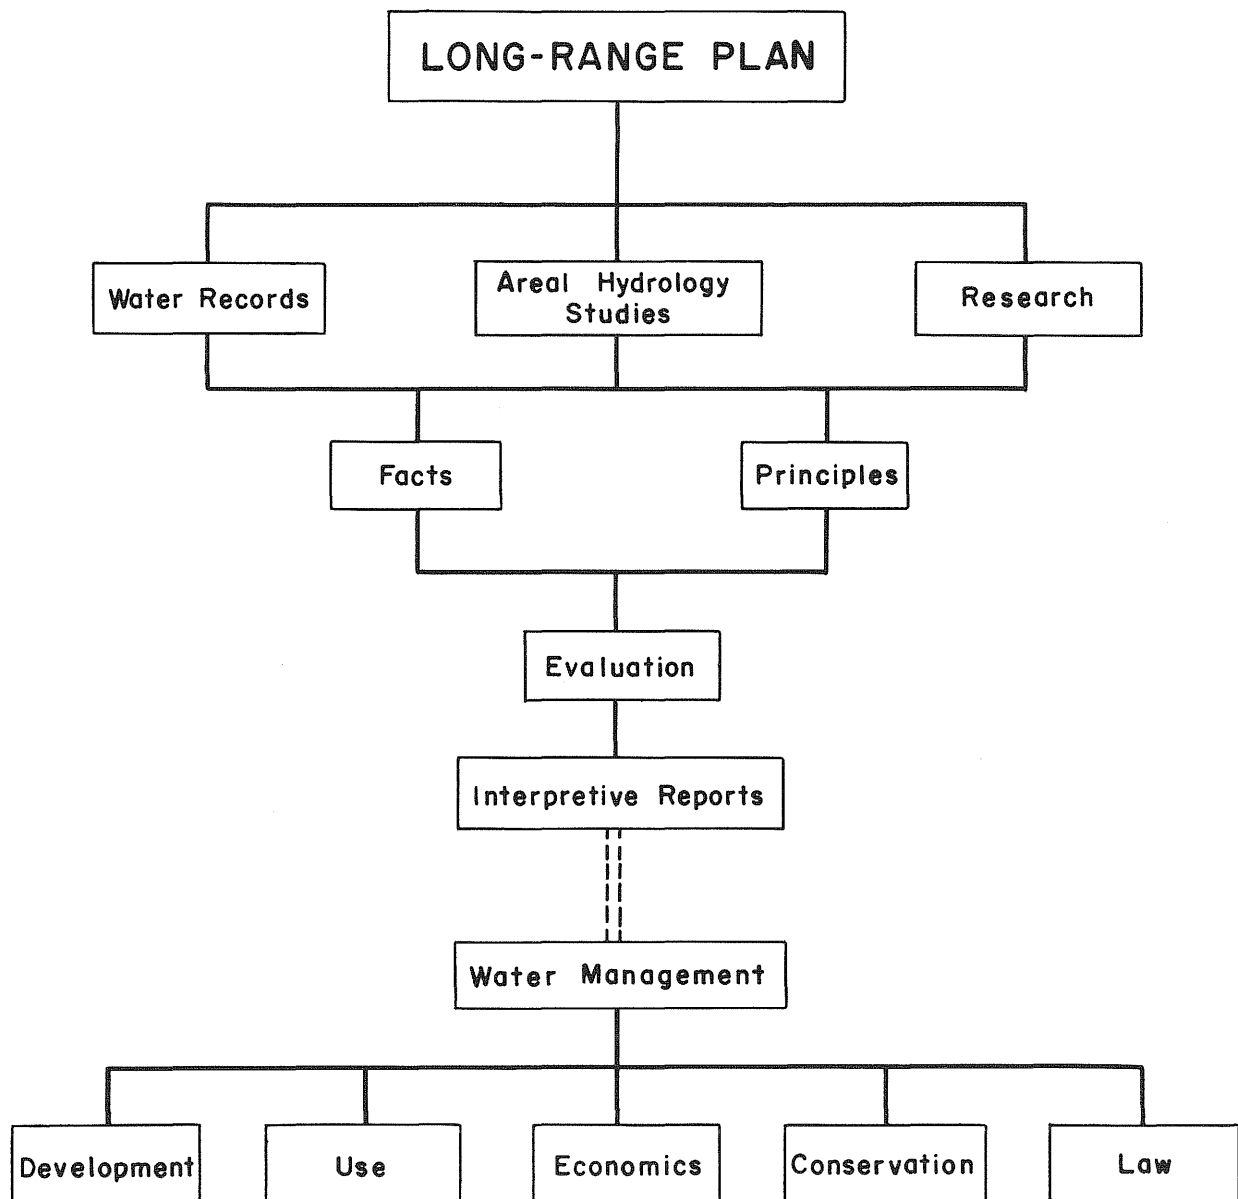 LONG-RANGE PLAN
Water Records
Areal Hydrology
Studies
Research
Facts
Principles
Evaluation
Interpretive Reports
Water Management
Development
Use
Economics
Conservation
Law